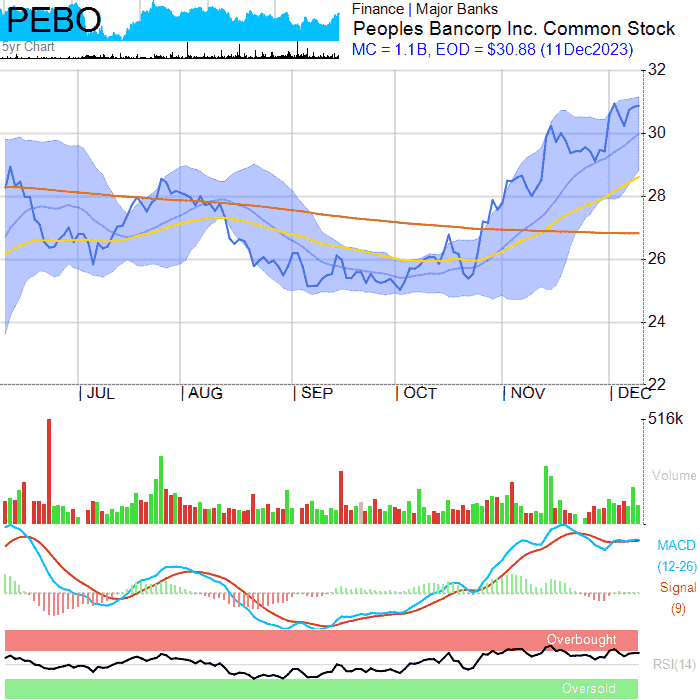 PEBO
5yr Chart
Finance | Major Banks
Peoples Bancorp Inc. Common Stock
MC = 1.1B, EOD = $30.88 (11Dec2023)
32
30
28
26
24
22
JUL
AUG
SEP
OCT
NOV
DEC
516k
Volume
MACD
(12-26)
Signal
(9)
Overbought
RSI(14)
Oversold